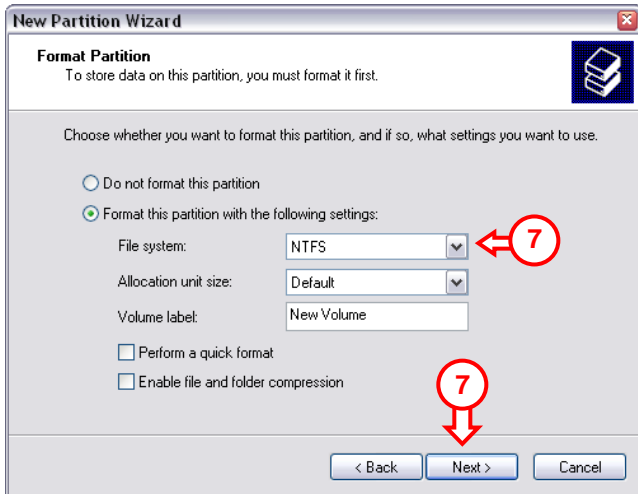 New Partition Wizard
Format Partition
To store data on this partition, you must format it first.
Choose whether you want to format this partition, and if so, what settings you want to use.
Do not format this partition
Format this partition with the following settings:
File system: NTFS 7
Allocation unit size: Default
Volume label: New Volume
Perform a quick format
Enable file and folder compression
7
< Back Next > Cancel